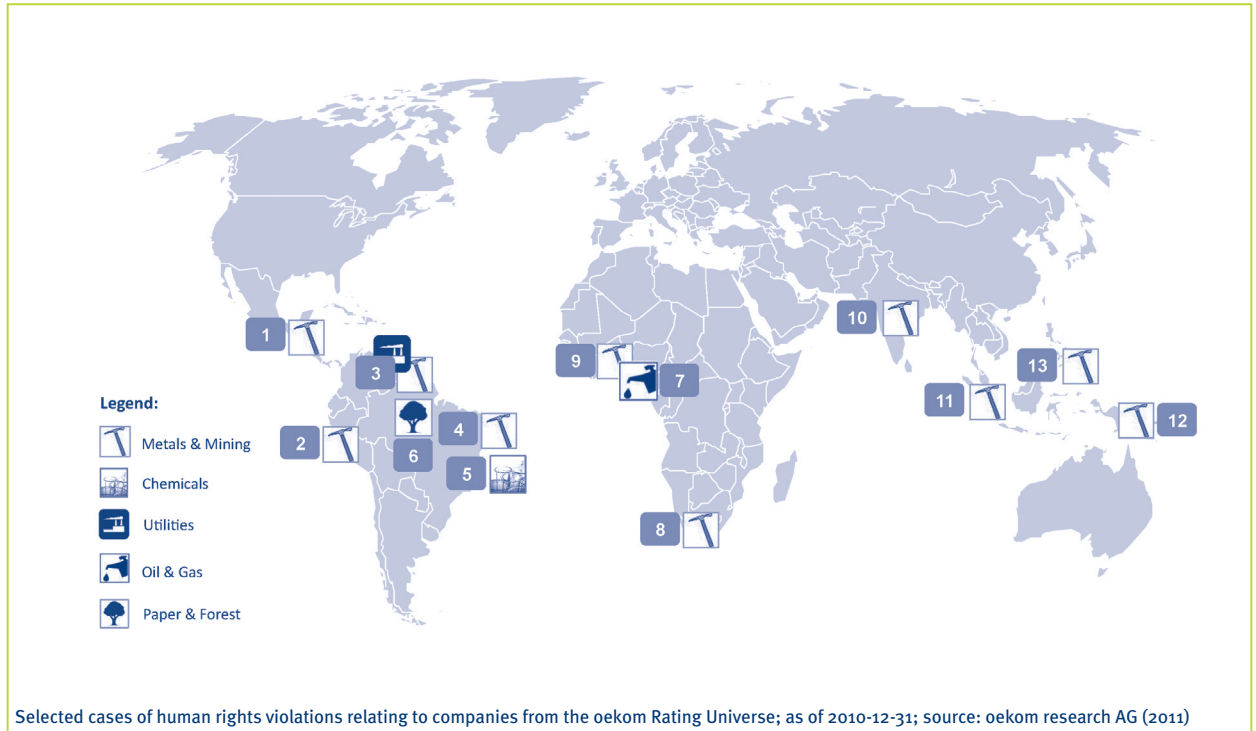 1
10
9
3
7
13
11
Legend:
Metals & Mining
2
4
12
6
5
Chemicals
Utilities
8
Oil & Gas
Paper & Forest
Selected cases of human rights violations relating to companies from the oekom Rating Universe; as of 2010-12-31; source: oekom research AG (2011)